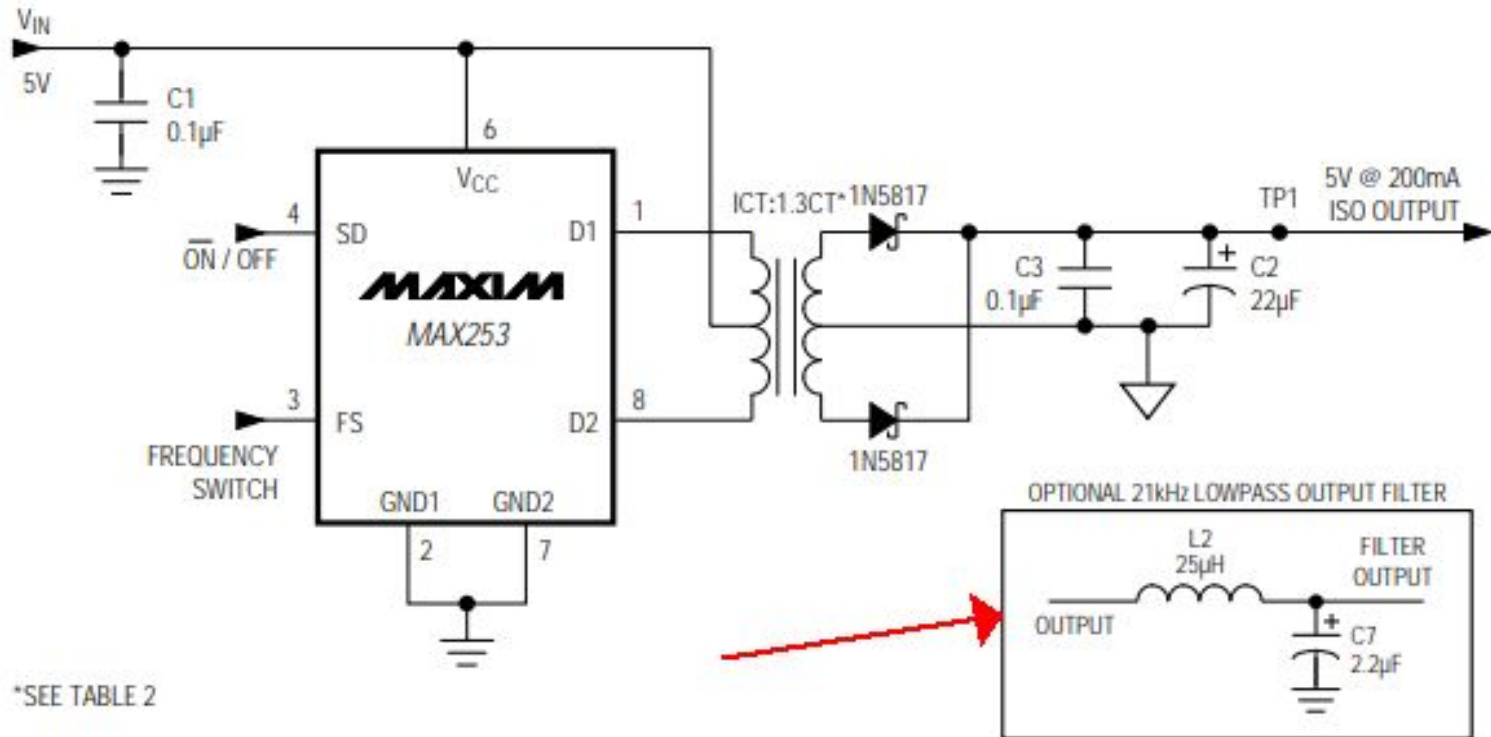 VIN
5V
C1
0.1µF
6
VCC
4
SD
ON / OFF
MAXIM
MAX253
D1
1
3
FS
FREQUENCY
SWITCH
D2
8
GND1
GND2
2
7
ICT:1.3CT*
1N5817
1N5817
C3
0.1µF
TP1
+
C2
22µF
5V @ 200mA
ISO OUTPUT
OPTIONAL 21kHz LOWPASS OUTPUT FILTER
L2
25µH
FILTER
OUTPUT
OUTPUT
+
C7
2.2µF
*SEE TABLE 2